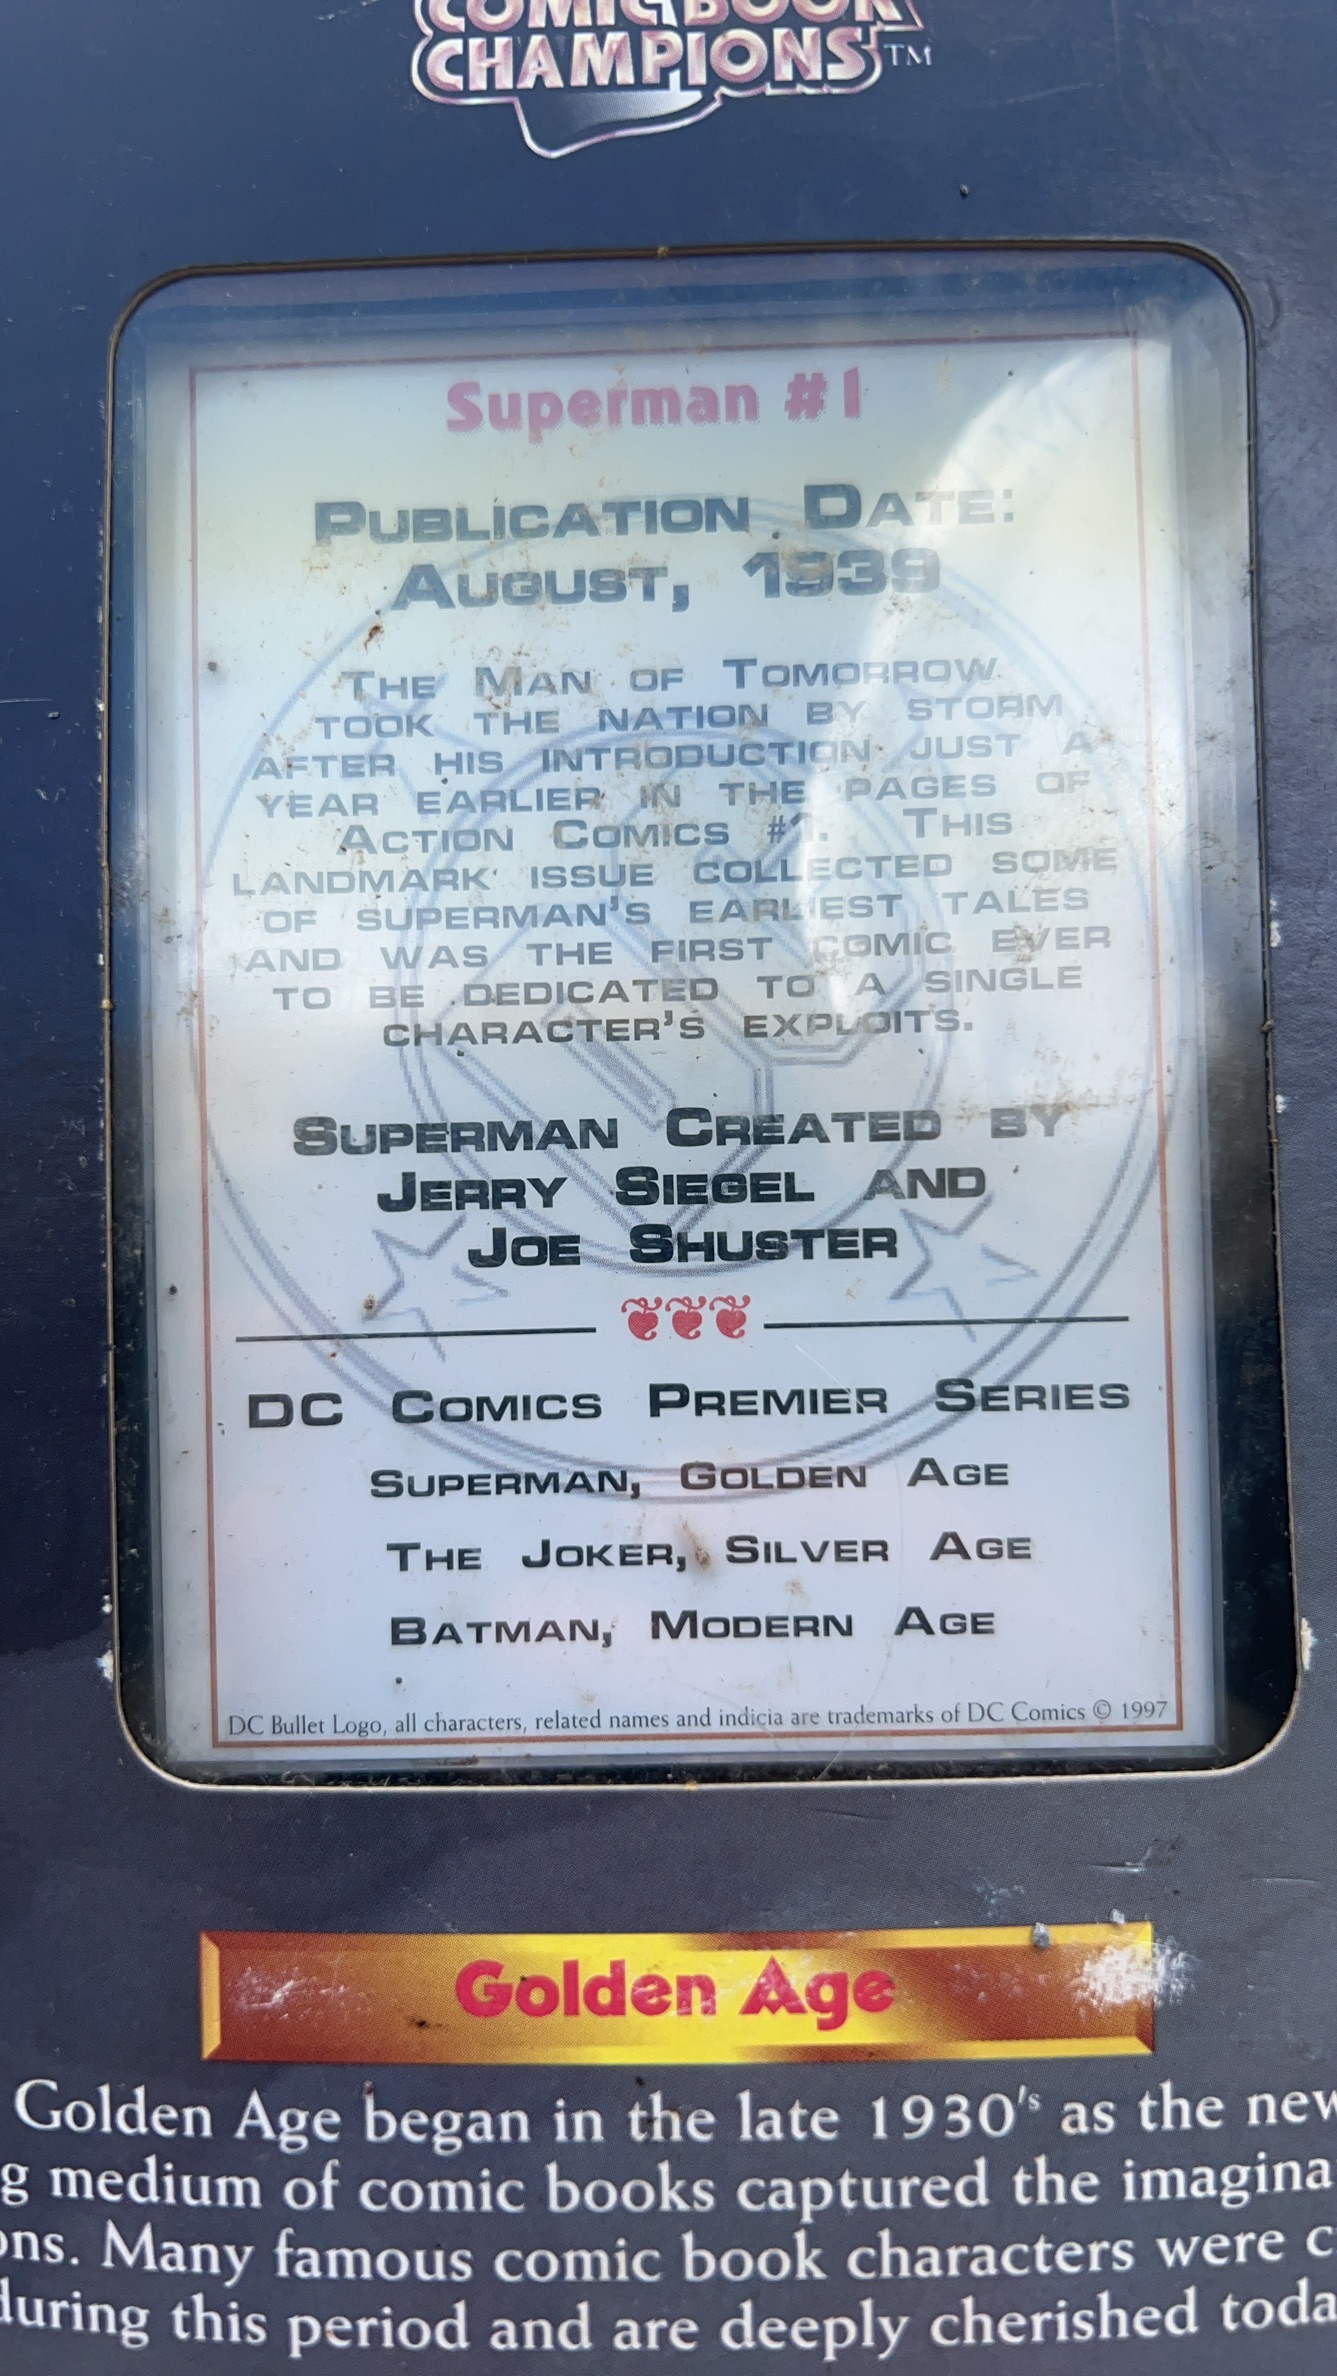 COMIC BOOK
CHAMPIONS™
Superman #1
PUBLICATION DATE:
AUGUST, 1939
THE MAN OF TOMORROW
TOOK THE NATION BY STORM
AFTER HIS INTRODUCTION JUST A
YEAR EARLIER IN THE PAGES OF
ACTION COMICS #1. THIS
LANDMARK ISSUE COLLECTED SOME
OF SUPERMAN'S EARLIEST TALES
AND WAS THE FIRST COMIC EVER
TO BE DEDICATED TO A SINGLE
CHARACTER'S EXPLOITS.
SUPERMAN CREATED BY
JERRY SIEGEL AND
JOE SHUSTER
DC COMICS PREMIER SERIES
SUPERMAN, GOLDEN AGE
THE JOKER, SILVER AGE
BATMAN, MODERN AGE
DC Bullet Logo, all characters, related names and indicia are trademarks of DC Comics © 1997
Golden Age
Golden Age began in the late 1930's as the new
g medium of comic books captured the imagina
ons. Many famous comic book characters were c
during this period and are deeply cherished toda